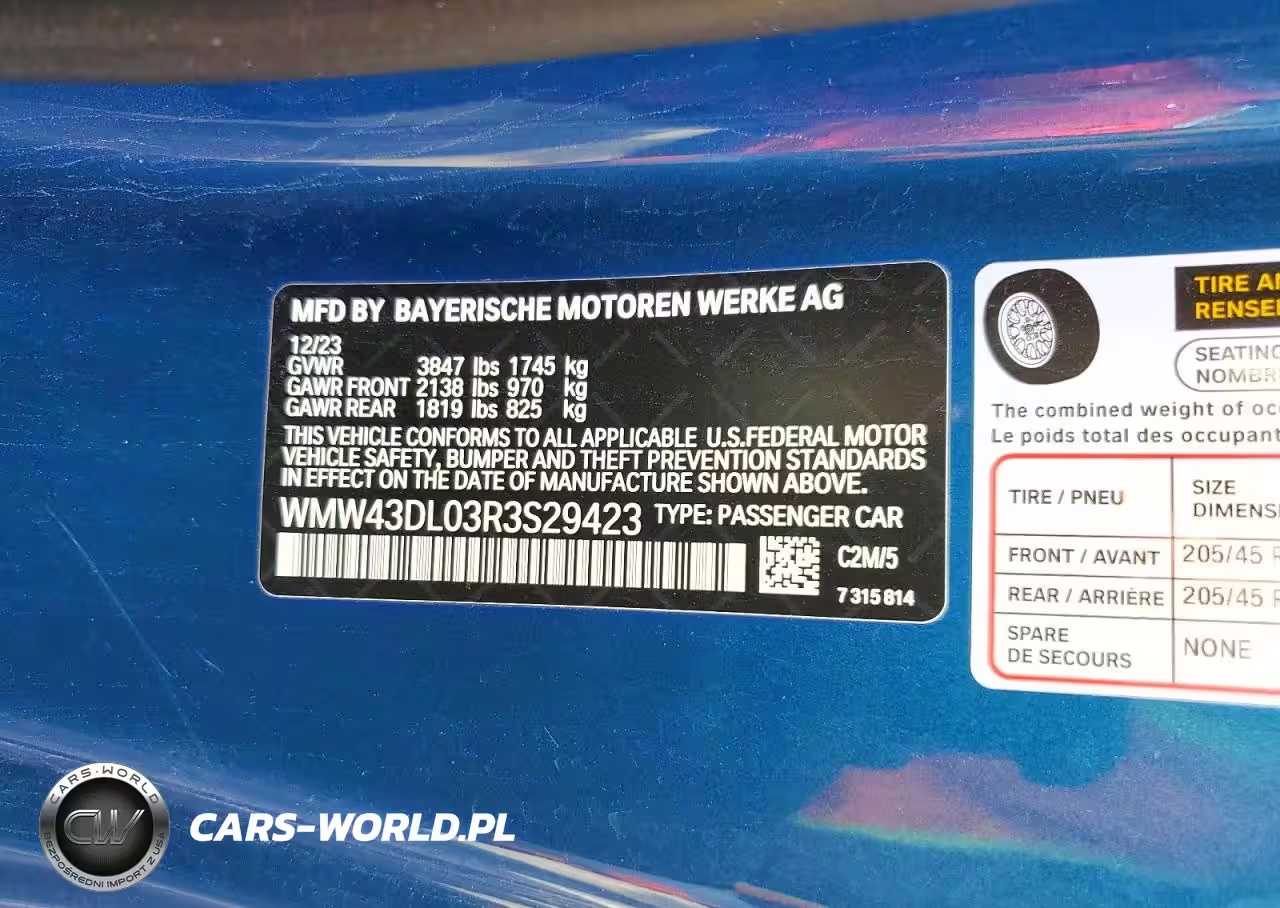 MFD BY BAYERISCHE MOTOREN WERKE AG
12/23
GVWR 3847 lbs 1745 kg
GAWR FRONT 2138 lbs 970 kg
GAWR REAR 1819 lbs 825 kg
THIS VEHICLE CONFORMS TO ALL APPLICABLE U.S.FEDERAL MOTOR
VEHICLE SAFETY, BUMPER AND THEFT PREVENTION STANDARDS
IN EFFECT ON THE DATE OF MANUFACTURE SHOWN ABOVE.
WMW43DL03R3S29423 TYPE: PASSENGER CAR
C2M/5
7 315 814
TIRE
RENSE
SEATING
NOMBR
The combined weight of oc
Le poids total des occupant
TIRE / PNEU
SIZE
DIMENS
FRONT / AVANT 205/45
REAR / ARRIÈRE 205/45
SPARE
DE SECOURS
NONE
CARS-WORLD
CW
BEZPOŚREDNI IMPORT Z USA
CARS-WORLD.PL